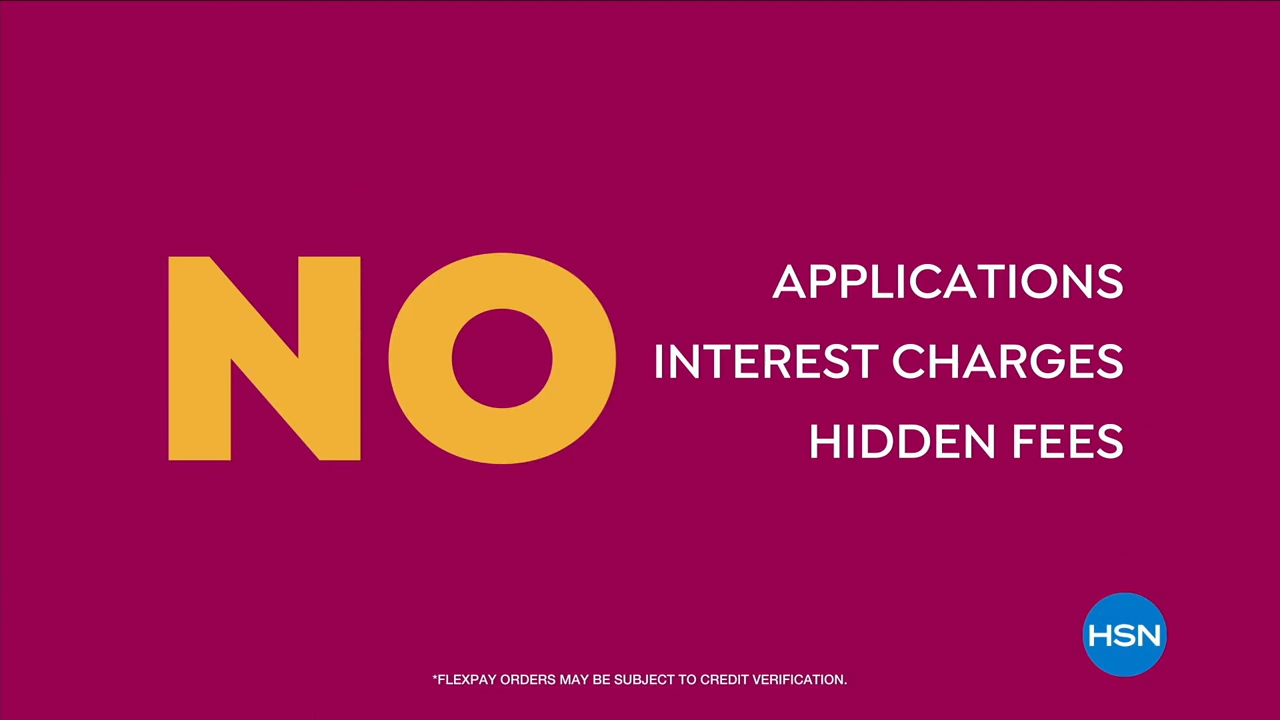 NO
APPLICATIONS
INTEREST CHARGES
HIDDEN FEES
HSN
*FLEXPAY ORDERS MAY BE SUBJECT TO CREDIT VERIFICATION.